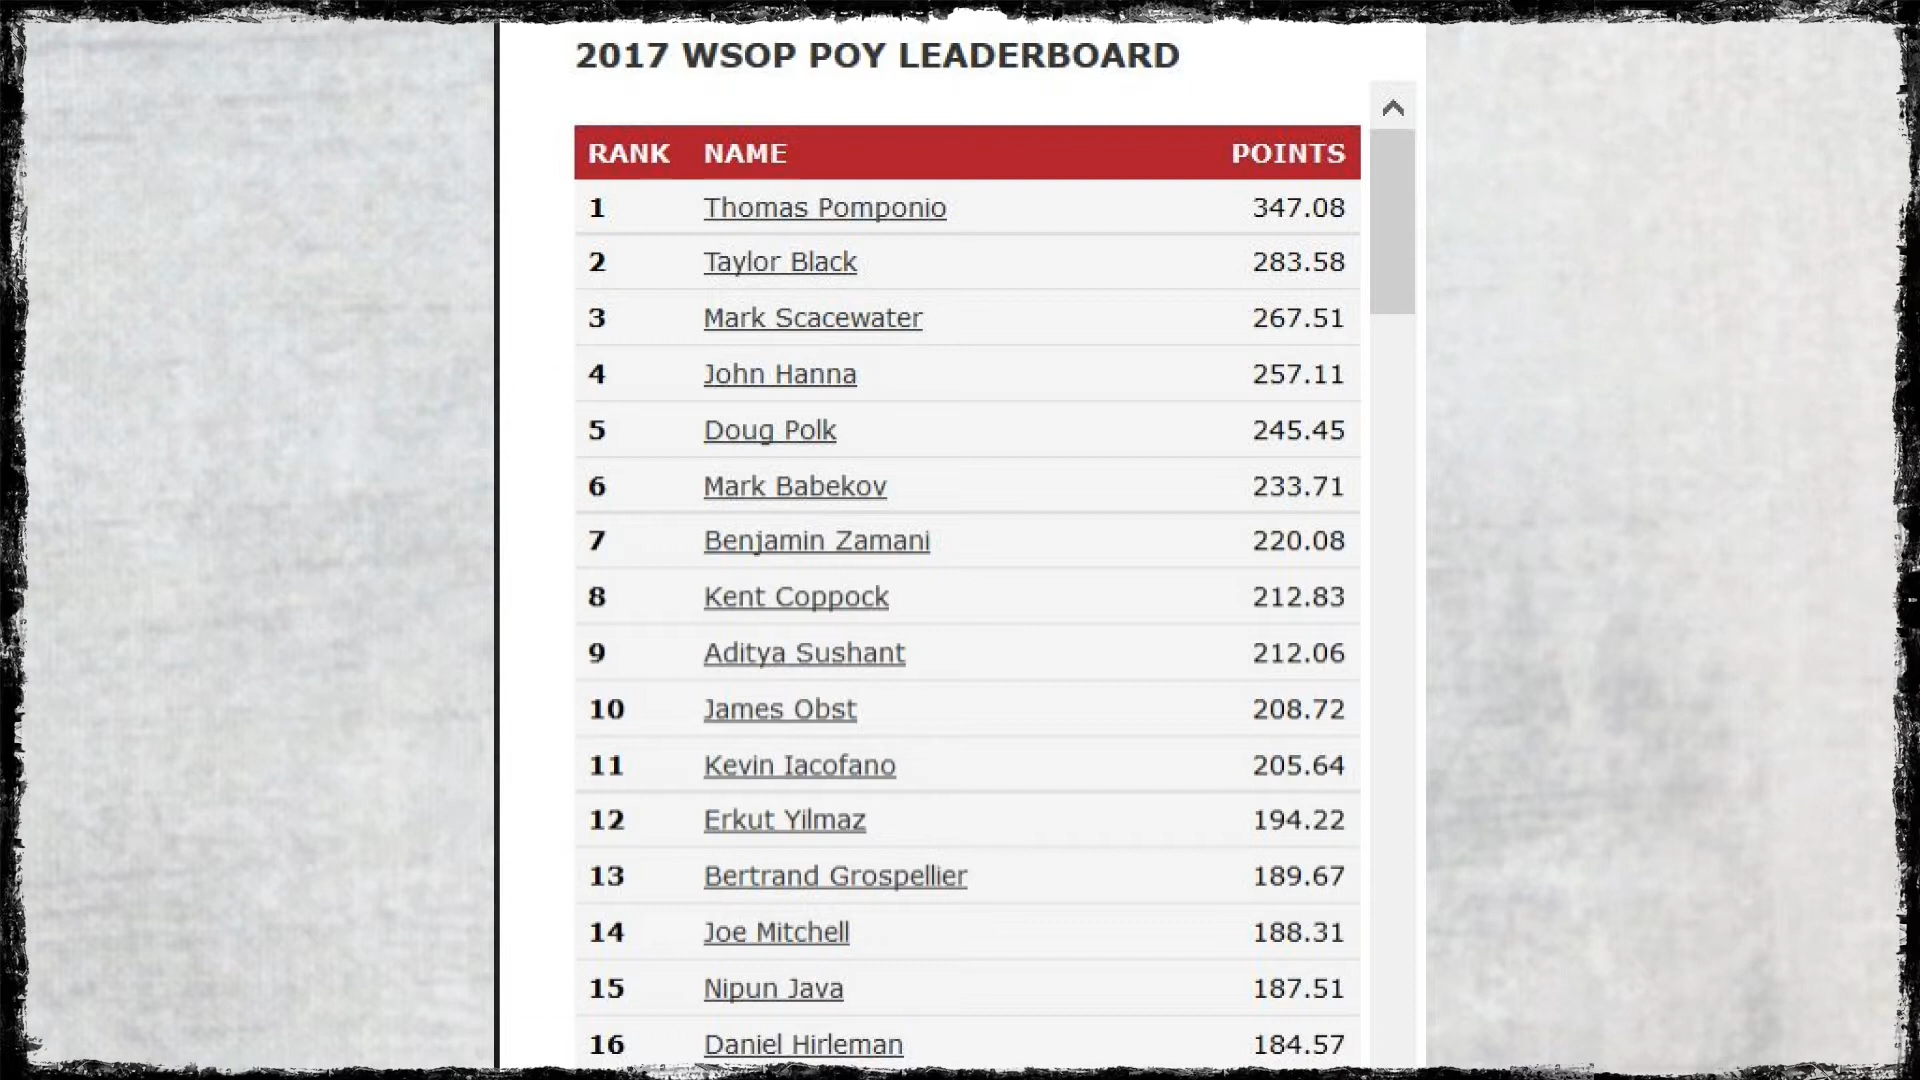 2017 WSOP POY LEADERBOARD
RANK NAME POINTS
1 Thomas Pomponio 347.08
2 Taylor Black 283.58
3 Mark Scacewater 267.51
4 John Hanna 257.11
5 Doug Polk 245.45
6 Mark Babekov 233.71
7 Benjamin Zamani 220.08
8 Kent Coppock 212.83
9 Aditya Sushant 212.06
10 James Obst 208.72
11 Kevin Iacofano 205.64
12 Erkut Yilmaz 194.22
13 Bertrand Grospellier 189.67
14 Joe Mitchell 188.31
15 Nipun Java 187.51
16 Daniel Hirleman 184.57